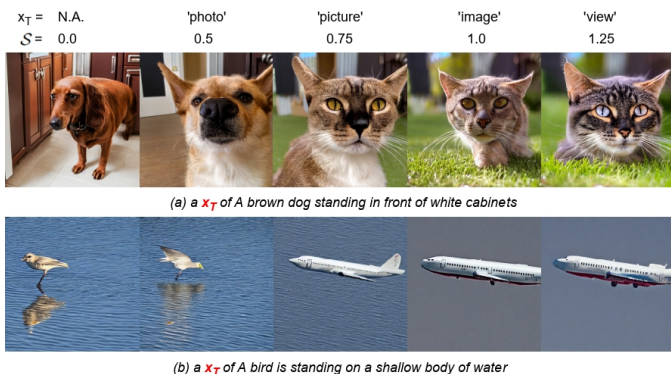 x_T = N.A. 'photo' 'picture' 'image' 'view'
S = 0.0 0.5 0.75 1.0 1.25
(a) a x_T of A brown dog standing in front of white cabinets
(b) a x_T of A bird is standing on a shallow body of water